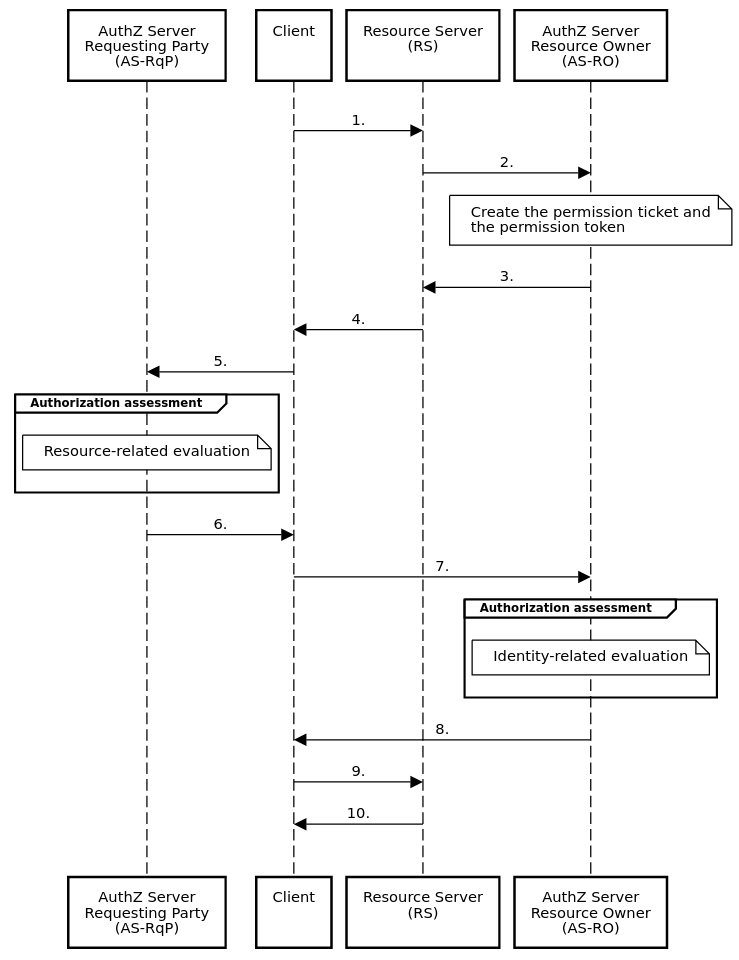 AuthZ Server
Requesting Party
(AS-RqP)
Client
Resource Server
(RS)
AuthZ Server
Resource Owner
(AS-RO)
1.
2.
Create the permission ticket and
the permission token
3.
4.
5.
Authorization assessment
Resource-related evaluation
6.
7.
Authorization assessment
Identity-related evaluation
8.
9.
10.
AuthZ Server
Requesting Party
(AS-RqP)
Client
Resource Server
(RS)
AuthZ Server
Resource Owner
(AS-RO)